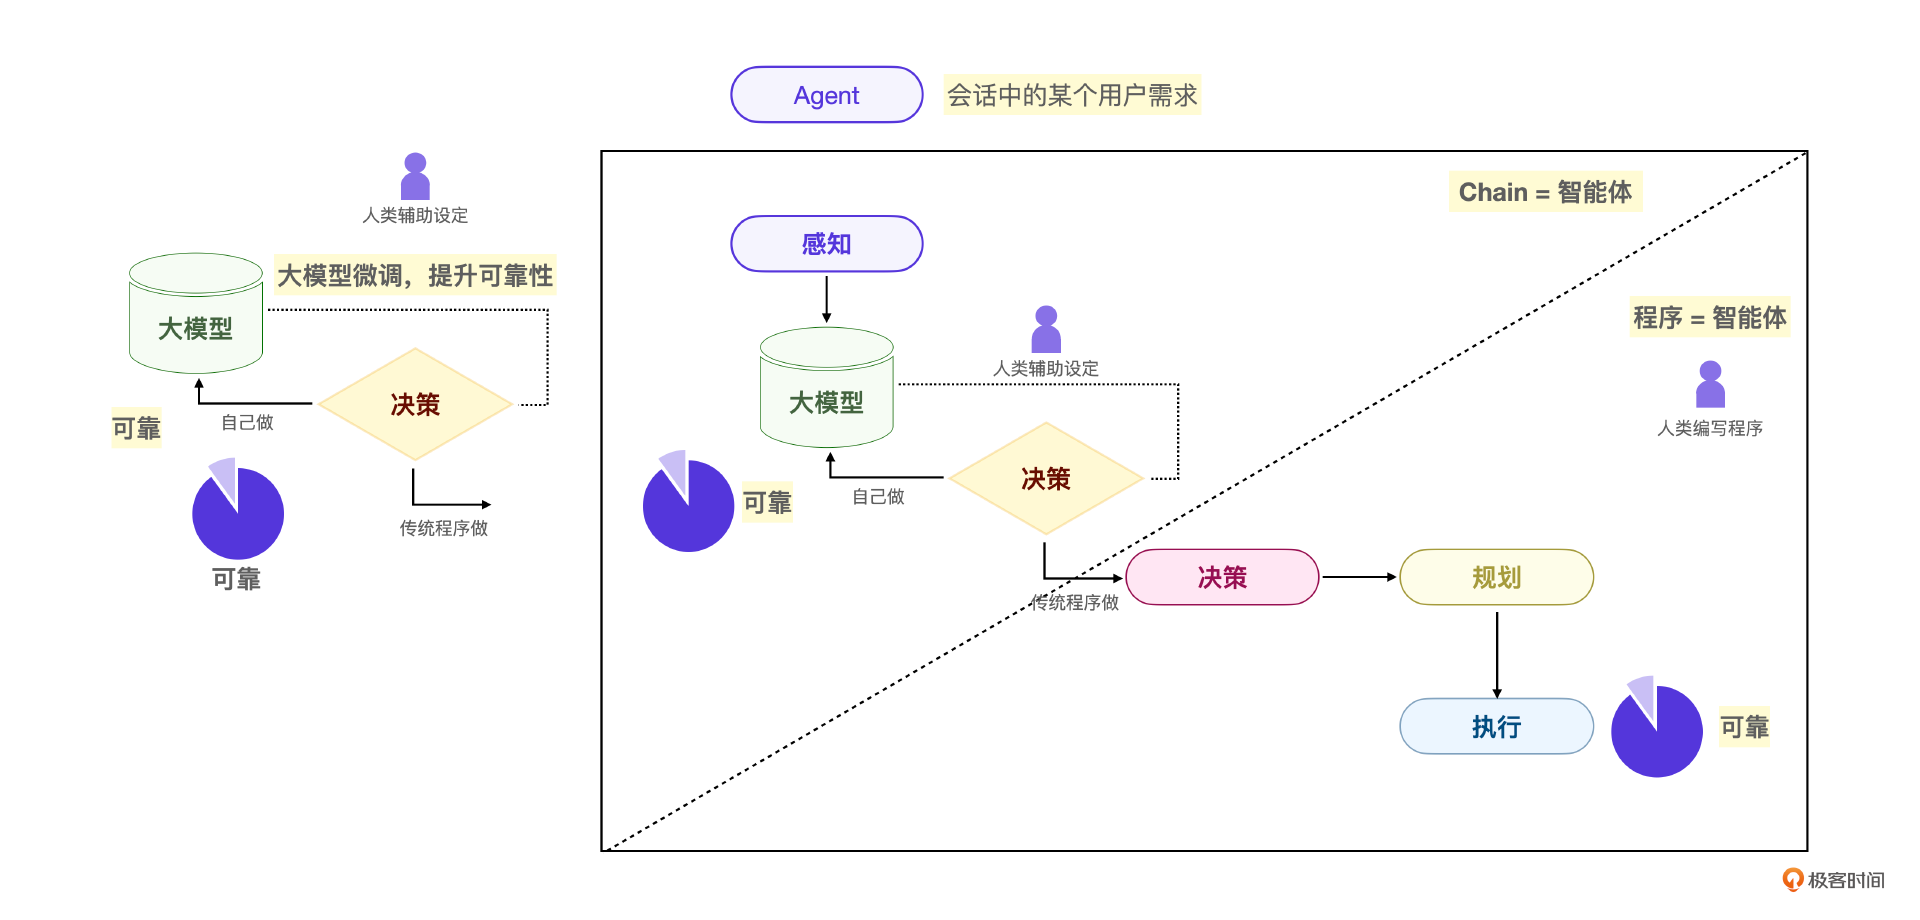 Agent
会话中的某个用户需求
人类辅助设定
大模型微调，提升可靠性
大模型
决策
自己做
可靠
传统程序做
可靠
Chain = 智能体
感知
程序 = 智能体
人类辅助设定
大模型
人类编写程序
决策
自己做
可靠
传统程序做
决策
规划
执行
可靠
极客时间